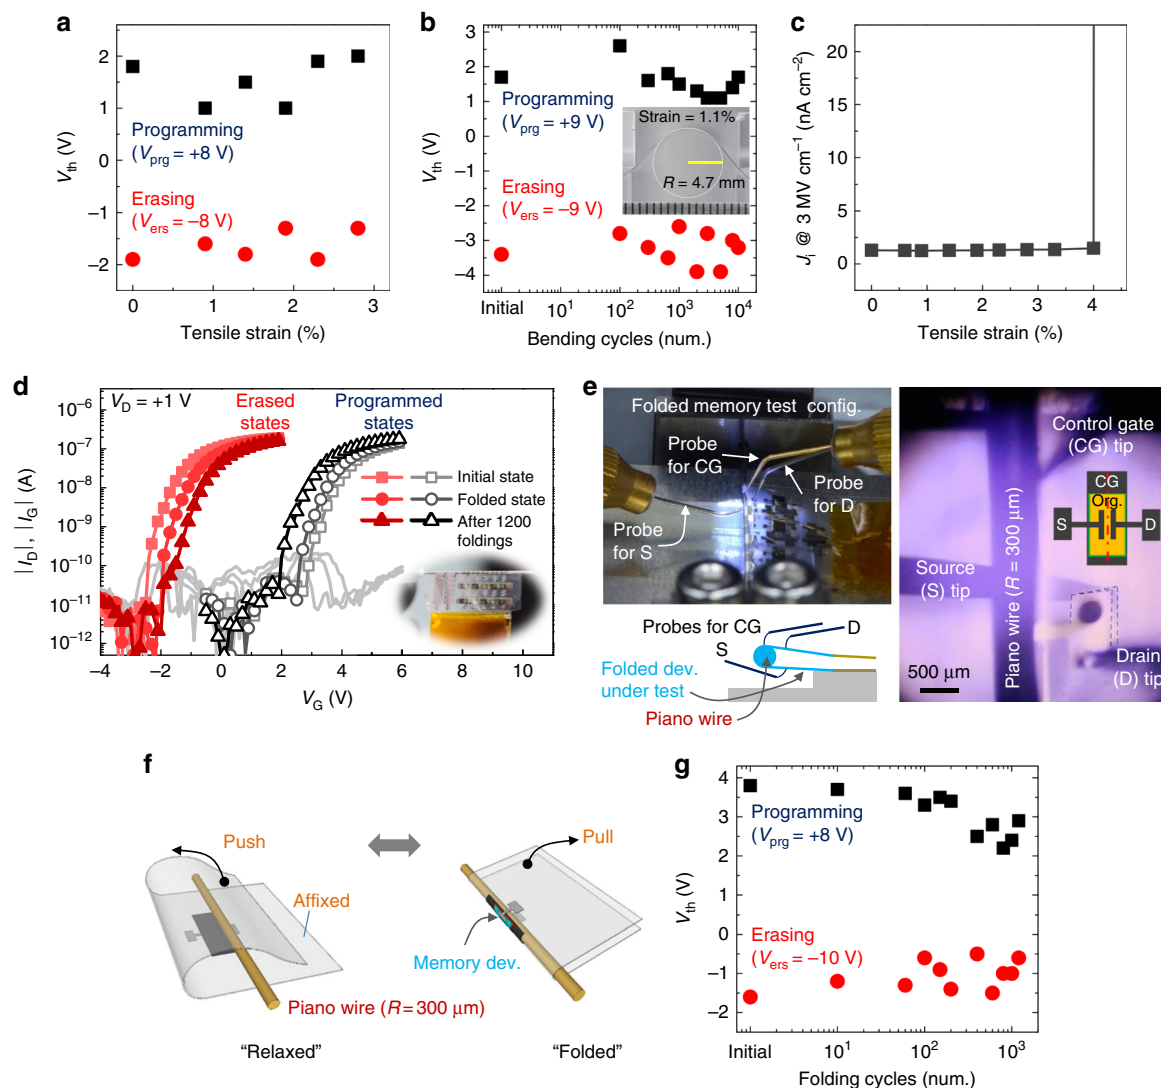 a
2
1
0
−1
−2
V_th (V)
Programming
(V_prg = +8 V)
Erasing
(V_ers = −8 V)
0
1
2
3
Tensile strain (%)
b
3
2
1
0
−1
−2
−3
−4
V_th (V)
Programming
(V_prg = +9 V)
Strain = 1.1%
R = 4.7 mm
Erasing
(V_ers = −9 V)
Initial
10^1
10^2
10^3
10^4
Bending cycles (num.)
c
20
15
10
5
0
J_i @ 3 MV cm^−1 (nA cm^−2)
0
1
2
3
4
Tensile strain (%)
d
V_D = +1 V
Erased
states
Programmed
states
10^−6
10^−7
10^−8
10^−9
10^−10
10^−11
10^−12
|I_D|, |I_G| (A)
Initial state
Folded state
After 1200
foldings
−4
−2
0
2
4
6
8
10
V_G (V)
e
Folded memory test config.
Probe
for CG
Probe
for D
Probe
for S
Probes for CG
D
S
Folded dev.
under test
Piano wire
Control gate
(CG) tip
CG
Org.
S
D
Source
(S) tip
Piano wire (R = 300 μm)
Drain
(D) tip
500 μm
f
Push
Affixed
Pull
Memory dev.
Piano wire (R = 300 μm)
“Relaxed”
“Folded”
g
4
3
2
1
0
−1
−2
V_th (V)
Programming
(V_prg = +8 V)
Erasing
(V_ers = −10 V)
Initial
10^1
10^2
10^3
Folding cycles (num.)